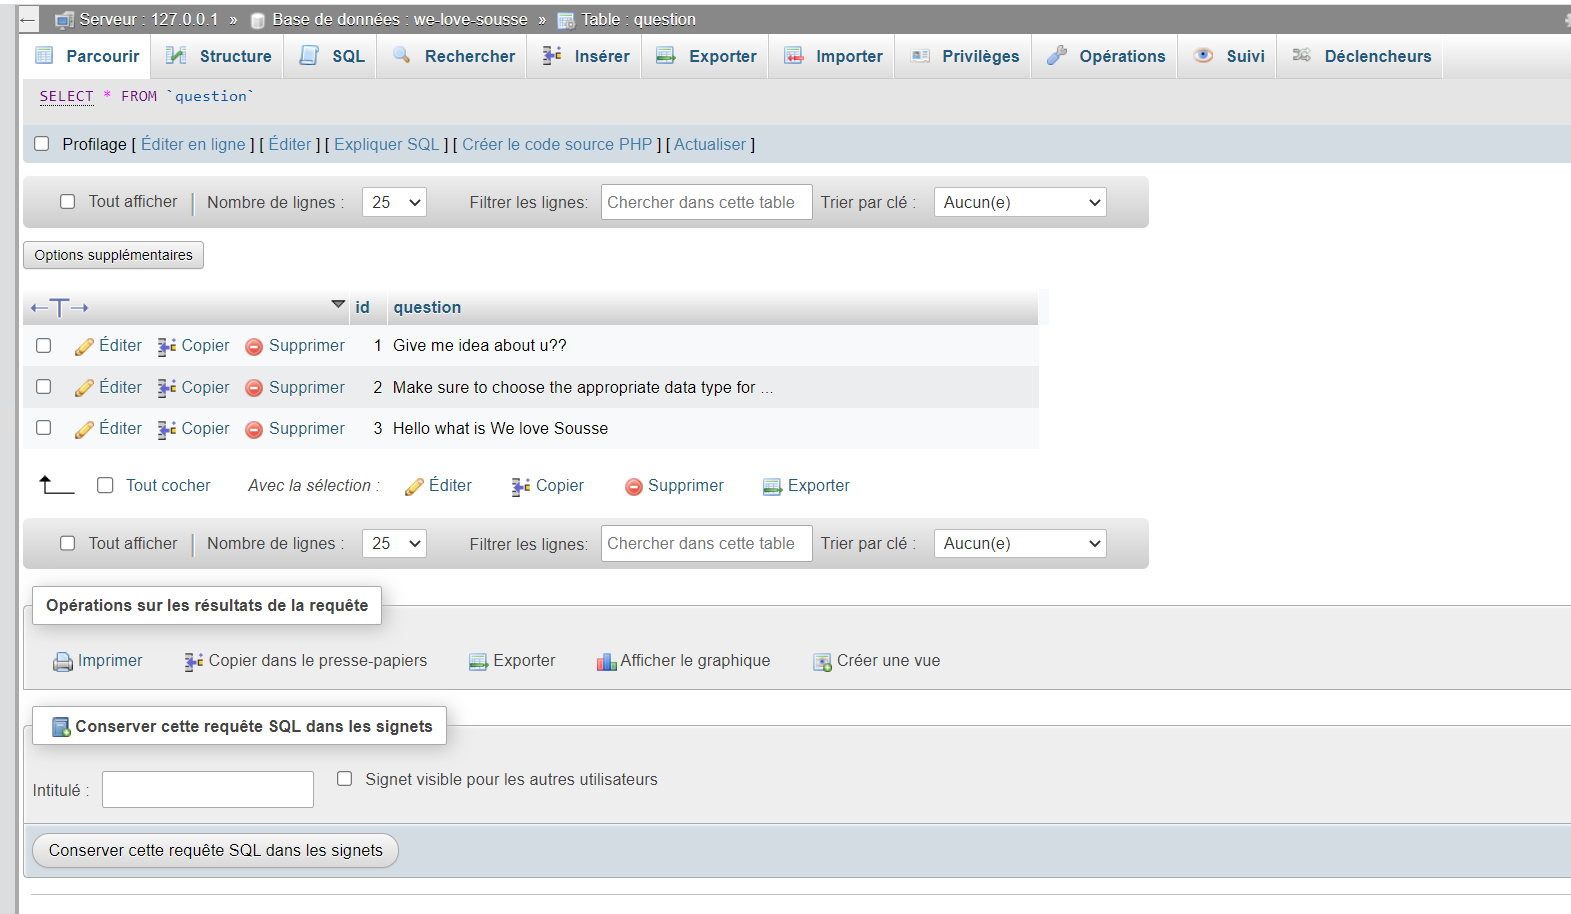 Serveur : 127.0.0.1 » Base de données : we-love-sousse » Table : question
Parcourir Structure SQL Rechercher Insérer Exporter Importer Privilèges Opérations Suivi Déclencheurs
SELECT * FROM `question`
Profilage [ Éditer en ligne ] [ Éditer ] [ Expliquer SQL ] [ Créer le code source PHP ] [ Actualiser ]
Tout afficher | Nombre de lignes : 25 Filtrer les lignes: Chercher dans cette table Trier par clé : Aucun(e)
Options supplémentaires
←T→ id question
Éditer Copier Supprimer 1 Give me idea about u??
Éditer Copier Supprimer 2 Make sure to choose the appropriate data type for ...
Éditer Copier Supprimer 3 Hello what is We love Sousse
Tout cocher Avec la sélection : Éditer Copier Supprimer Exporter
Tout afficher | Nombre de lignes : 25 Filtrer les lignes: Chercher dans cette table Trier par clé : Aucun(e)
Opérations sur les résultats de la requête
Imprimer Copier dans le presse-papiers Exporter Afficher le graphique Créer une vue
Conserver cette requête SQL dans les signets
Intitulé : Signet visible pour les autres utilisateurs
Conserver cette requête SQL dans les signets